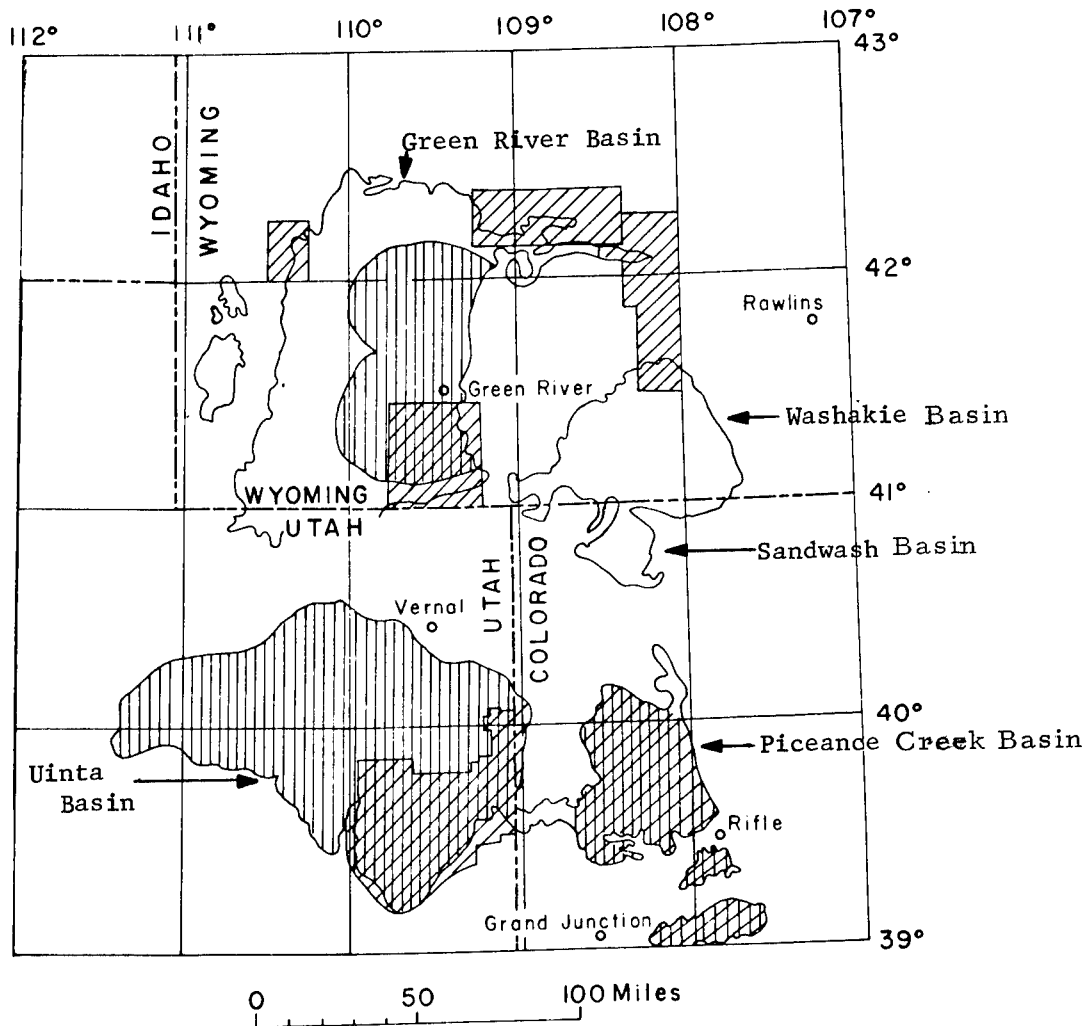 112° 111° 110° 109° 108° 107°
43°
Green River Basin
IDAHO
WYOMING
42°
Rawlins
Green River
Washakie Basin
41°
WYOMING
UTAH
Sandwash Basin
UTAH
COLORADO
Vernal
40°
Piceance Creek Basin
Uinta
Basin
Rifle
Grand Junction
39°
0 50 100 Miles